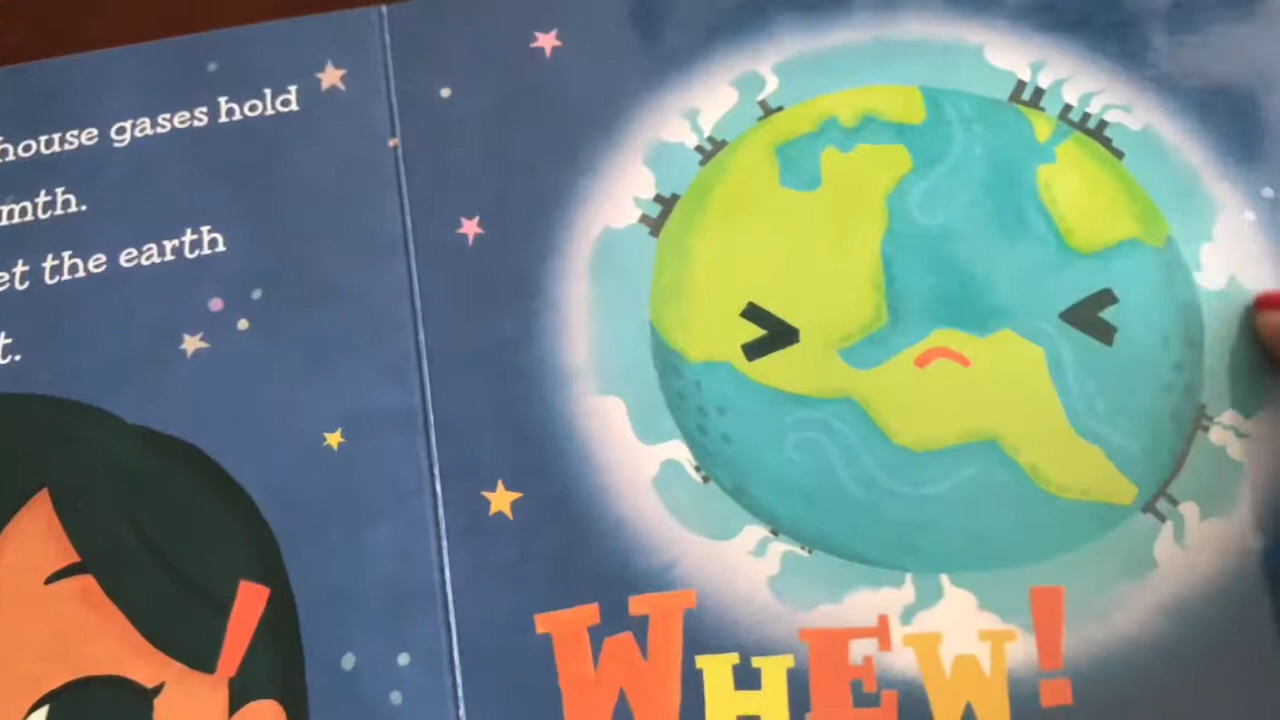 house gases hold
mth.
et the earth
t.
WHEW!